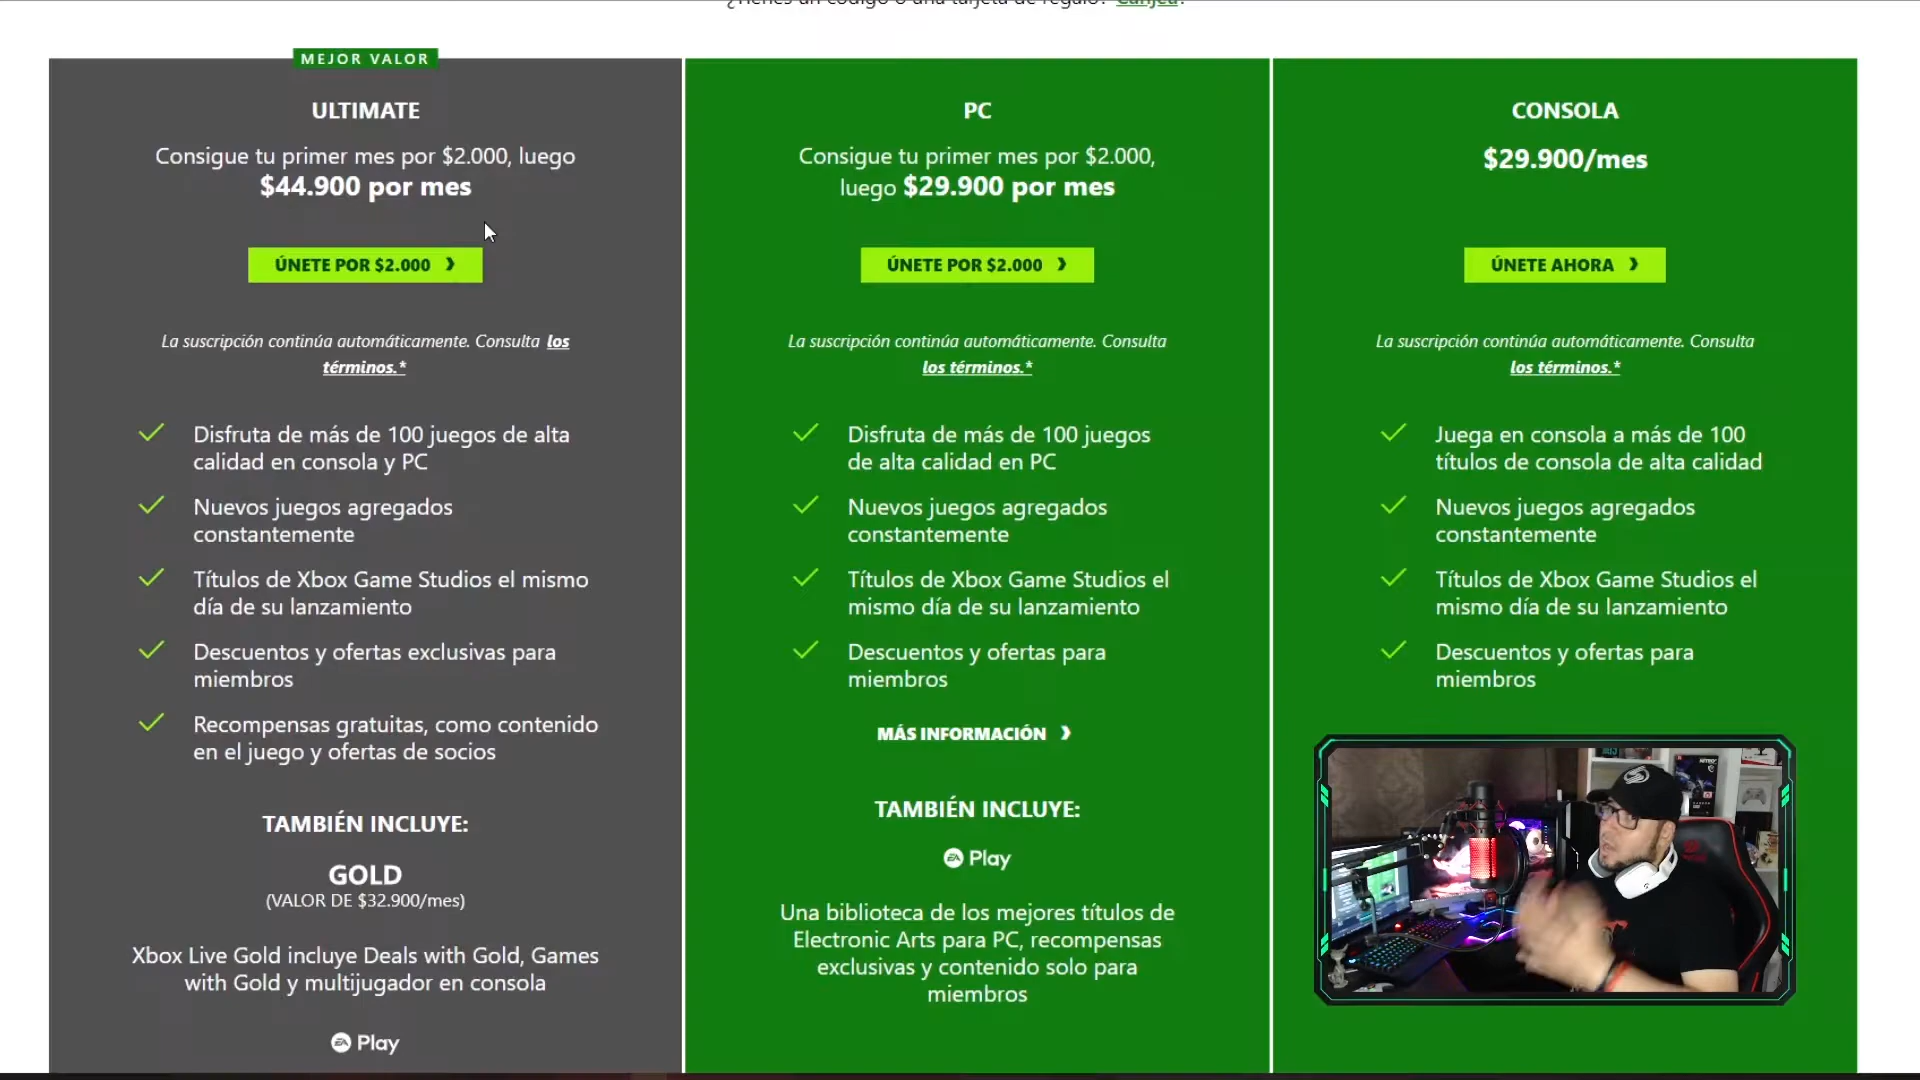 ¿Tienes un código o una tarjeta de regalo? Canjea.
MEJOR VALOR
ULTIMATE
Consigue tu primer mes por $2.000, luego
$44.900 por mes
ÚNETE POR $2.000
La suscripción continúa automáticamente. Consulta los
términos.*
Disfruta de más de 100 juegos de alta
calidad en consola y PC
Nuevos juegos agregados
constantemente
Títulos de Xbox Game Studios el mismo
día de su lanzamiento
Descuentos y ofertas exclusivas para
miembros
Recompensas gratuitas, como contenido
en el juego y ofertas de socios
TAMBIÉN INCLUYE:
GOLD
(VALOR DE $32.900/mes)
Xbox Live Gold incluye Deals with Gold, Games
with Gold y multijugador en consola
EA Play
PC
Consigue tu primer mes por $2.000,
luego $29.900 por mes
ÚNETE POR $2.000
La suscripción continúa automáticamente. Consulta
los términos.*
Disfruta de más de 100 juegos
de alta calidad en PC
Nuevos juegos agregados
constantemente
Títulos de Xbox Game Studios el
mismo día de su lanzamiento
Descuentos y ofertas para
miembros
MÁS INFORMACIÓN
TAMBIÉN INCLUYE:
EA Play
Una biblioteca de los mejores títulos de
Electronic Arts para PC, recompensas
exclusivas y contenido solo para
miembros
CONSOLA
$29.900/mes
ÚNETE AHORA
La suscripción continúa automáticamente. Consulta
los términos.*
Juega en consola a más de 100
títulos de consola de alta calidad
Nuevos juegos agregados
constantemente
Títulos de Xbox Game Studios el
mismo día de su lanzamiento
Descuentos y ofertas para
miembros